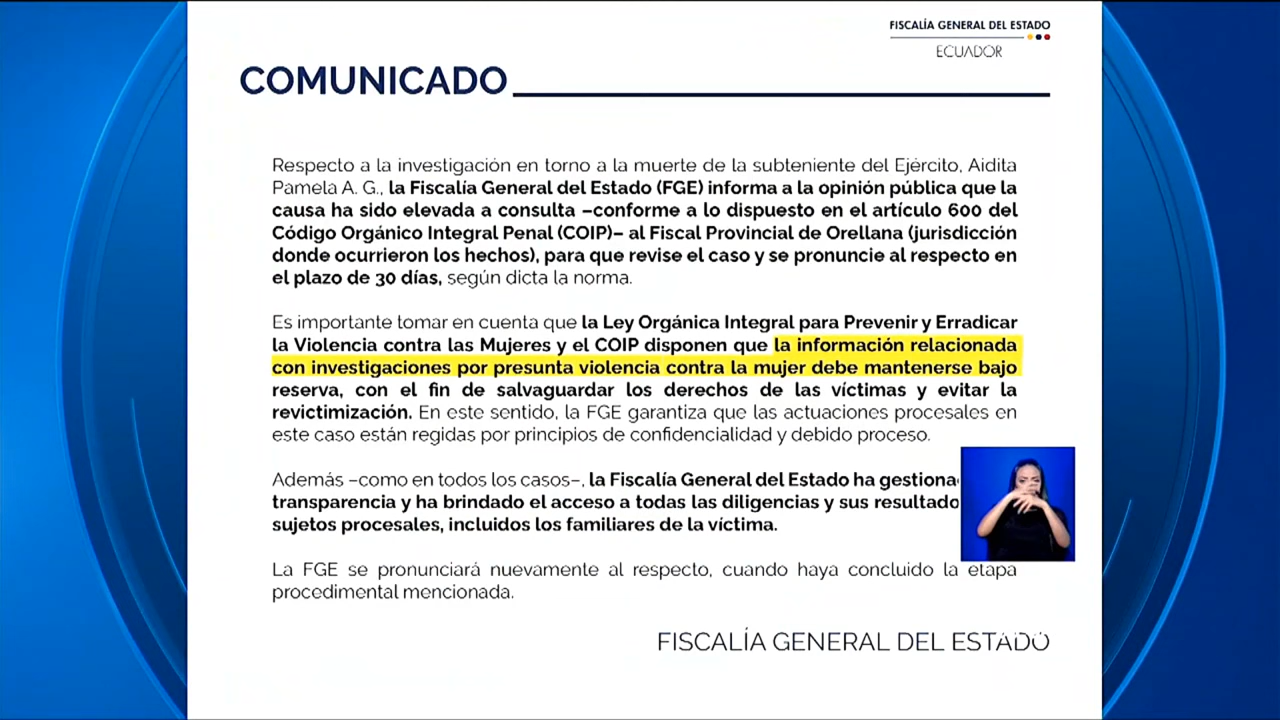 FISCALÍA GENERAL DEL ESTADO
ECUADOR
COMUNICADO
Respecto a la investigación en torno a la muerte de la subteniente del Ejército, Aidita
Pamela A. G., la Fiscalía General del Estado (FGE) informa a la opinión pública que la
causa ha sido elevada a consulta –conforme a lo dispuesto en el artículo 600 del
Código Orgánico Integral Penal (COIP)– al Fiscal Provincial de Orellana (jurisdicción
donde ocurrieron los hechos), para que revise el caso y se pronuncie al respecto en
el plazo de 30 días, según dicta la norma.
Es importante tomar en cuenta que la Ley Orgánica Integral para Prevenir y Erradicar
la Violencia contra las Mujeres y el COIP disponen que la información relacionada
con investigaciones por presunta violencia contra la mujer debe mantenerse bajo
reserva, con el fin de salvaguardar los derechos de las víctimas y evitar la
revictimización. En este sentido, la FGE garantiza que las actuaciones procesales en
este caso están regidas por principios de confidencialidad y debido proceso.
Además –como en todos los casos–, la Fiscalía General del Estado ha
transparencia y ha brindado el acceso a todas las diligencias y sus
sujetos procesales, incluidos los familiares de la víctima.
La FGE se pronunciará nuevamente al respecto, cuando haya concluido la etapa
procedimental mencionada.
FISCALÍA GENERAL DEL ESTADO